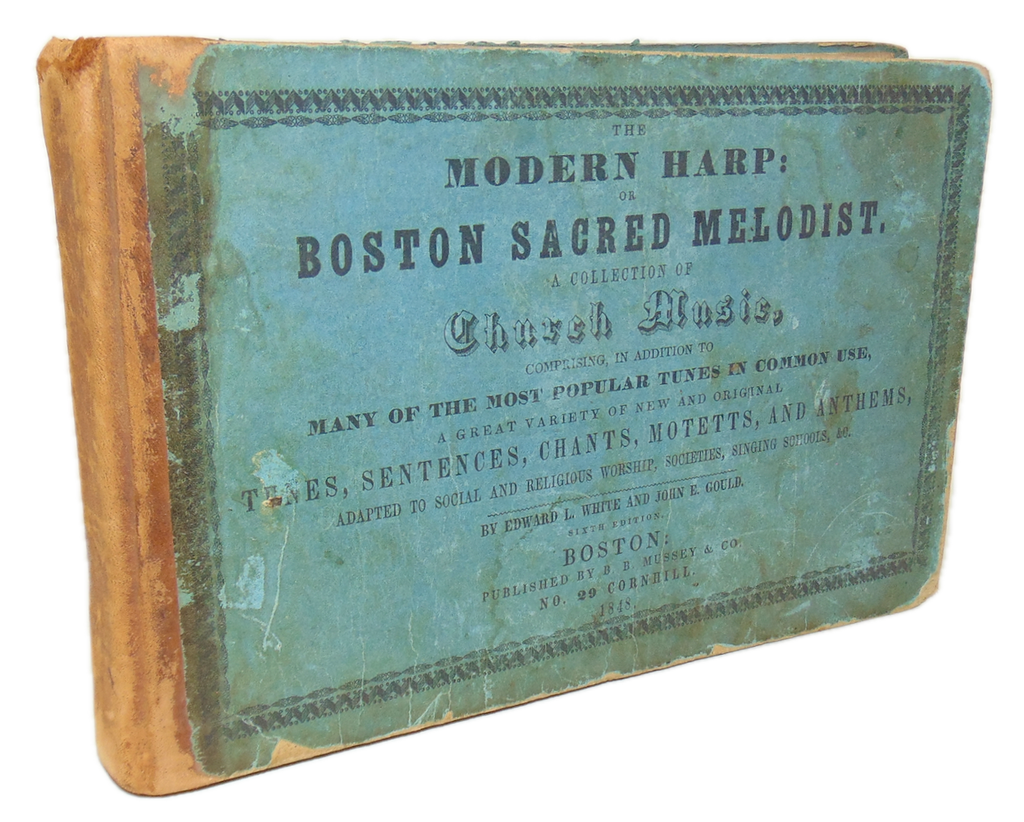 THE
MODERN HARP:
OR
BOSTON SACRED MELODIST.
A COLLECTION OF
Church Music,
COMPRISING, IN ADDITION TO
MANY OF THE MOST POPULAR TUNES IN COMMON USE,
A GREAT VARIETY OF NEW AND ORIGINAL
TUNES, SENTENCES, CHANTS, MOTETTS, AND ANTHEMS,
ADAPTED TO SOCIAL AND RELIGIOUS WORSHIP, SOCIETIES, SINGING SCHOOLS, &C.
BY EDWARD L. WHITE AND JOHN E. GOULD.
SIXTH EDITION.
BOSTON:
PUBLISHED BY B. B. MUSSEY & CO.
NO. 29 CORNHILL.
1848.